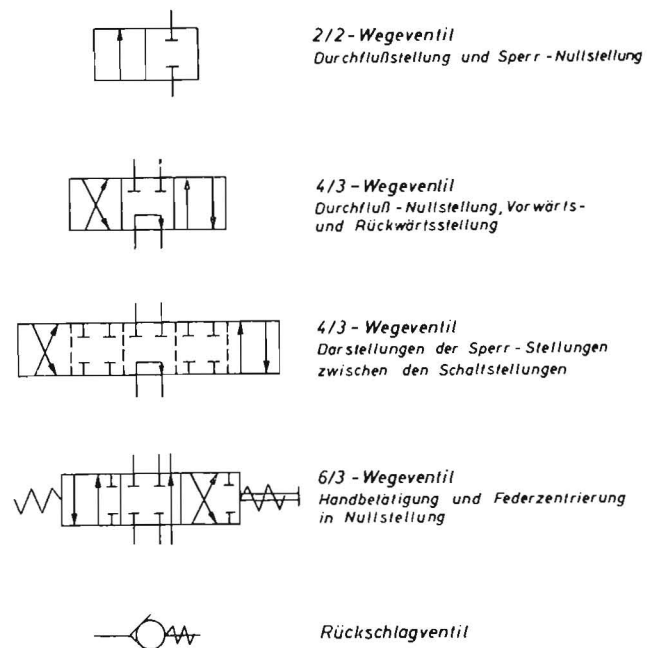 2/2-Wegeventil
Durchflußstellung und Sperr-Nullstellung
4/3-Wegeventil
Durchfluß-Nullstellung, Vorwärts-
und Rückwärtsstellung
4/3-Wegeventil
Darstellungen der Sperr-Stellungen
zwischen den Schaltstellungen
6/3-Wegeventil
Handbetätigung und Federzentrierung
in Nullstellung
Rückschlagventil